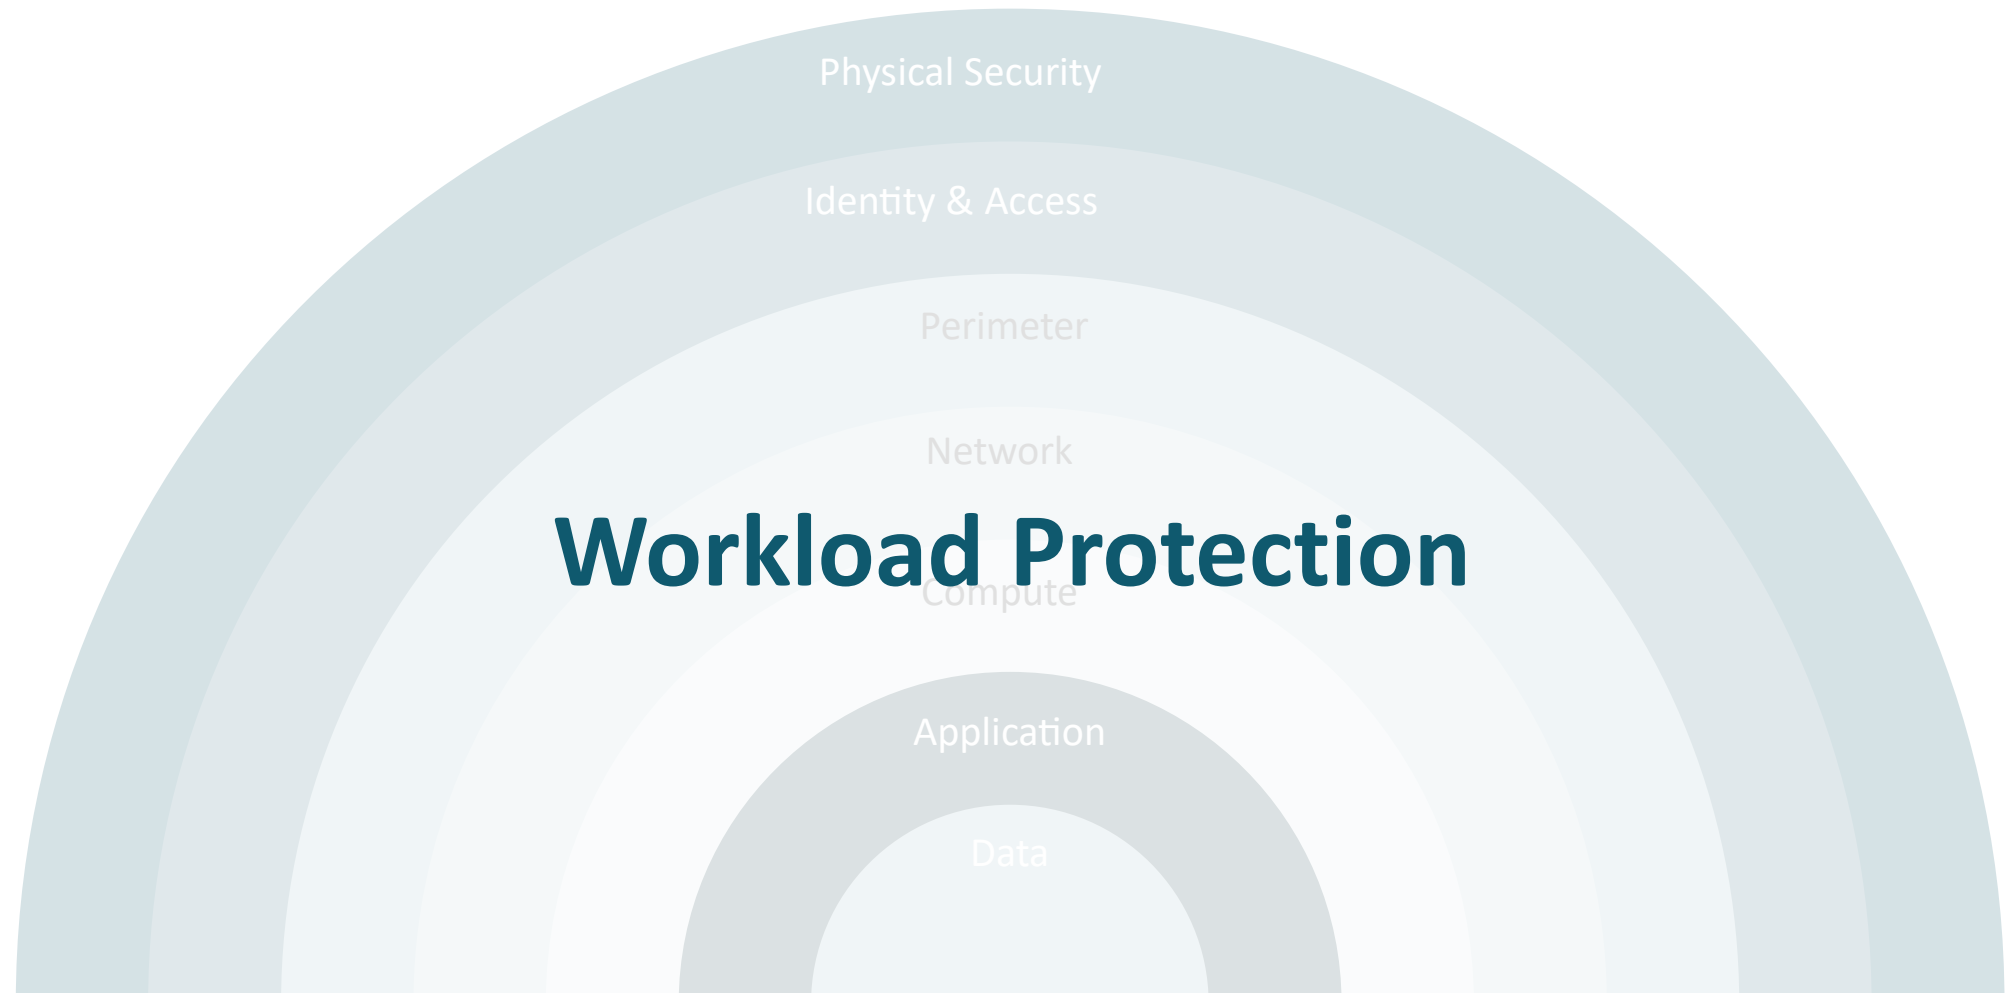 Physical Security
Identity & Access
Perimeter
Network
Workload Protection
Compute
Application
Data